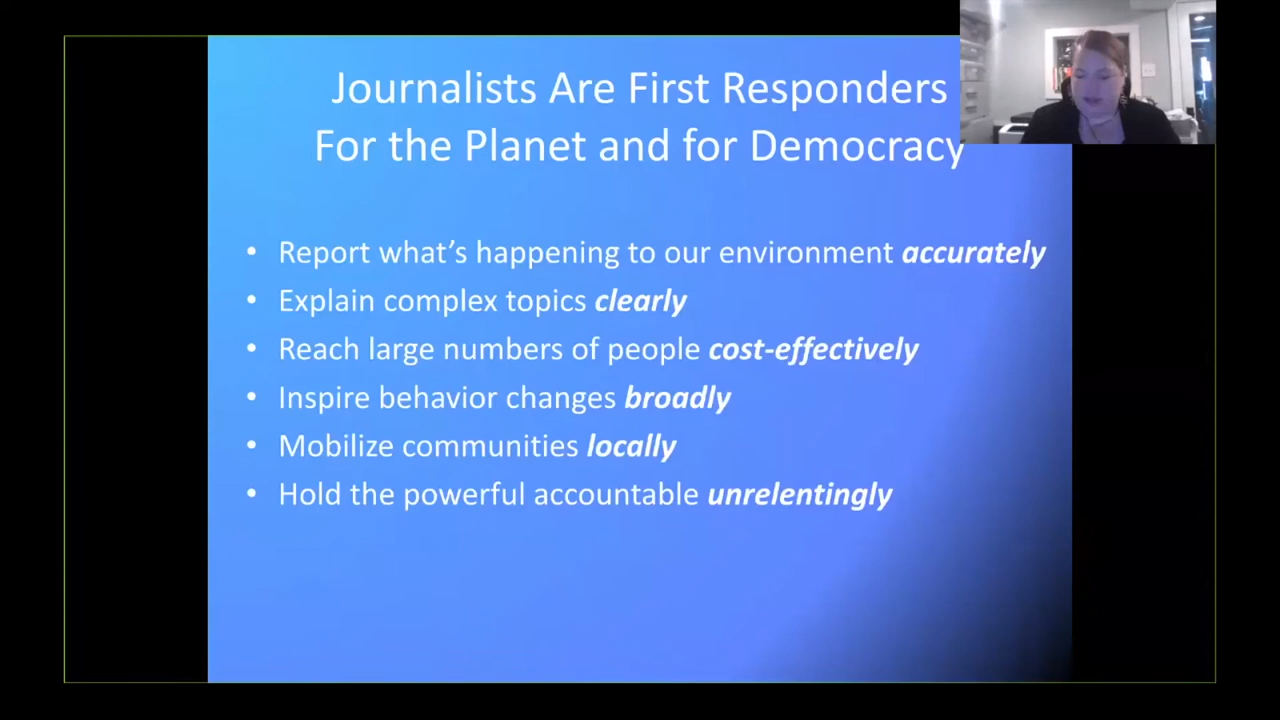 Journalists Are First Responders
For the Planet and for Democracy
• Report what’s happening to our environment accurately
• Explain complex topics clearly
• Reach large numbers of people cost-effectively
• Inspire behavior changes broadly
• Mobilize communities locally
• Hold the powerful accountable unrelentingly